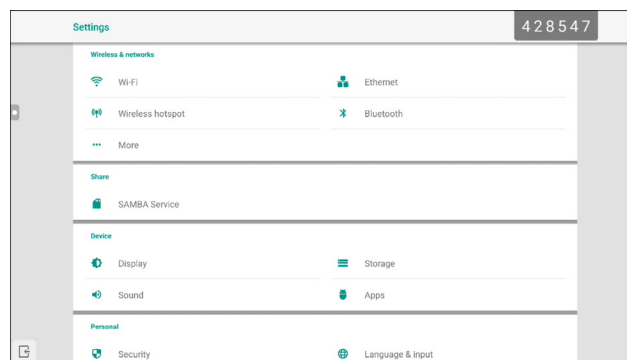 Settings
428547
Wireless & networks
Wi-Fi
Ethernet
Wireless hotspot
Bluetooth
More
Share
SAMBA Service
Device
Display
Storage
Sound
Apps
Personal
Security
Language & input